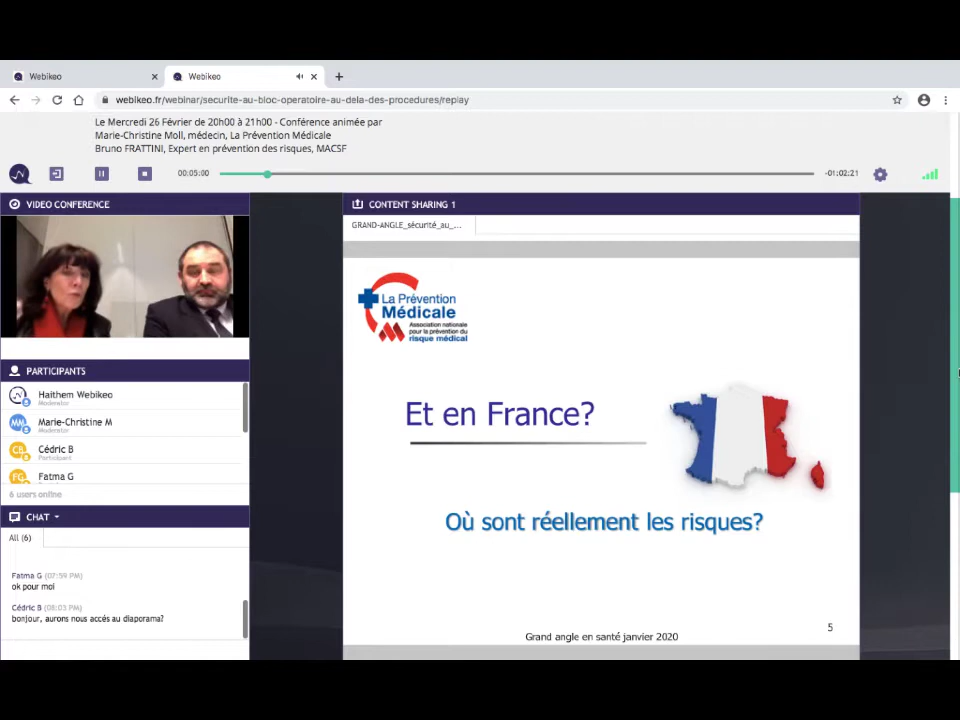 Webikeo
Webikeo
webikeo.fr/webinar/securite-au-bloc-operatoire-au-dela-des-procedures/replay
Le Mercredi 26 Février de 20h00 à 21h00 - Conférence animée par
Marie-Christine Moll, médecin, La Prévention Médicale
Bruno FRATTINI, Expert en prévention des risques, MACSF
00:05:00
-01:02:21
VIDEO CONFERENCE
PARTICIPANTS
Haithem Webikeo
Moderator
MM
Marie-Christine M
Moderator
CB
Cédric B
Participant
FG
Fatma G
6 users online
CHAT
All (6)
Fatma G (07:59 PM)
ok pour moi
Cédric B (08:03 PM)
bonjour, aurons nous accés au diaporama?
CONTENT SHARING 1
GRAND-ANGLE_sécurité_au_...
La Prévention
Médicale
Association nationale
pour la prévention du
risque médical
Et en France?
Où sont réellement les risques?
5
Grand angle en santé janvier 2020